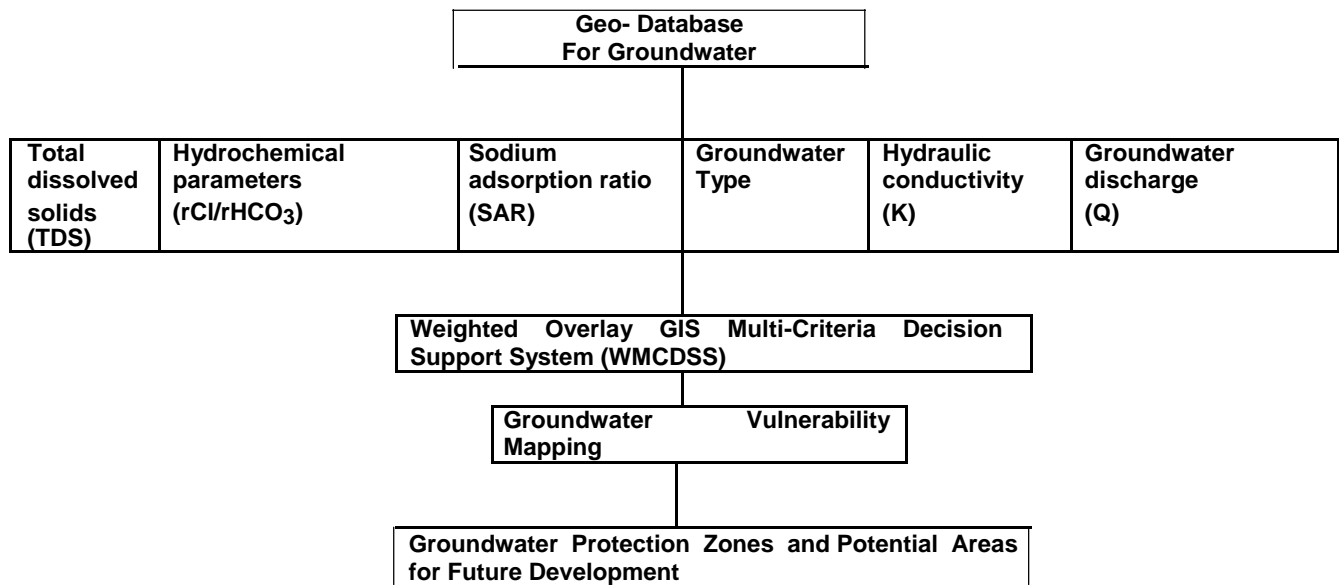 Geo- Database
For Groundwater
Total
dissolved
solids
(TDS)
Hydrochemical
parameters
(rCl/rHCO3)
Sodium
adsorption ratio
(SAR)
Groundwater
Type
Hydraulic
conductivity
(K)
Groundwater
discharge
(Q)
Weighted Overlay GIS Multi-Criteria Decision
Support System (WMCDSS)
Groundwater Vulnerability
Mapping
Groundwater Protection Zones and Potential Areas
for Future Development